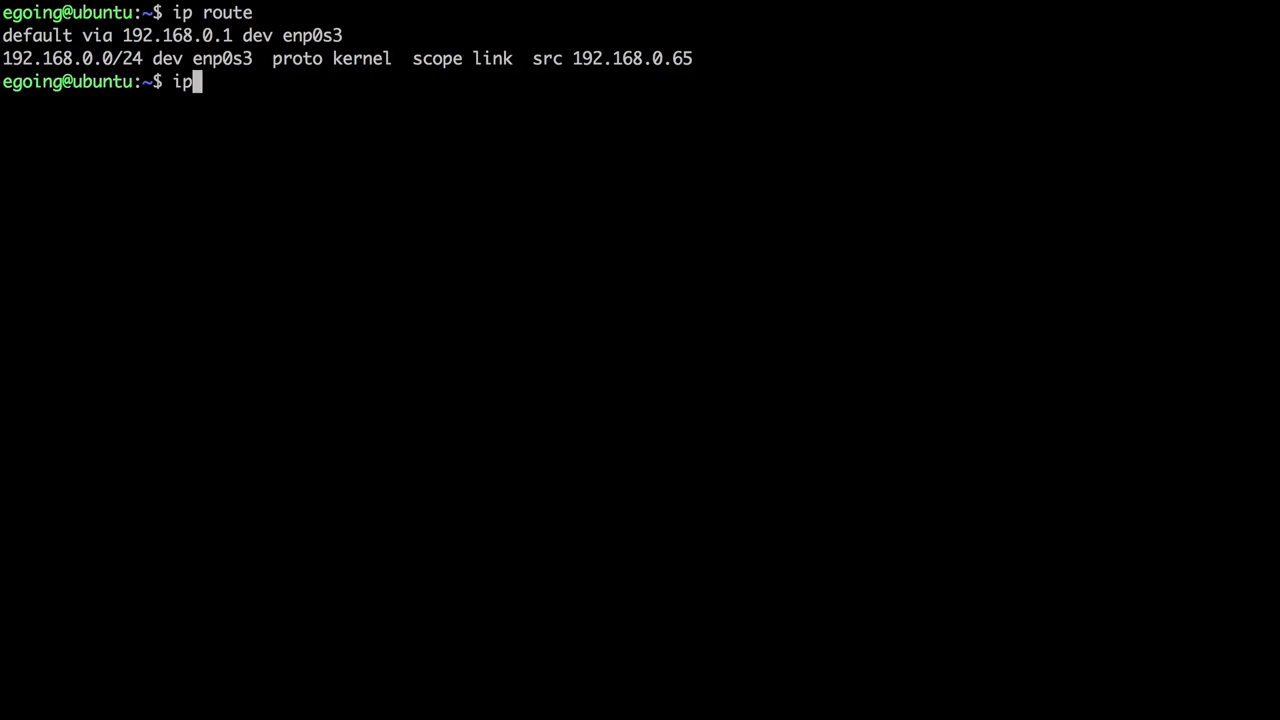 egoing@ubuntu:~$ ip route
default via 192.168.0.1 dev enp0s3
192.168.0.0/24 dev enp0s3  proto kernel  scope link  src 192.168.0.65
egoing@ubuntu:~$ ip